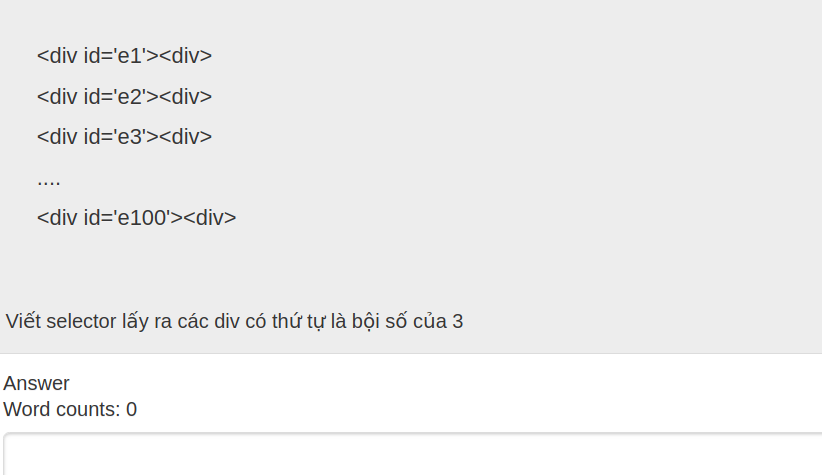 <div id='e1'><div>
<div id='e2'><div>
<div id='e3'><div>
....
<div id='e100'><div>
Viết selector lấy ra các div có thứ tự là bội số của 3
Answer
Word counts: 0